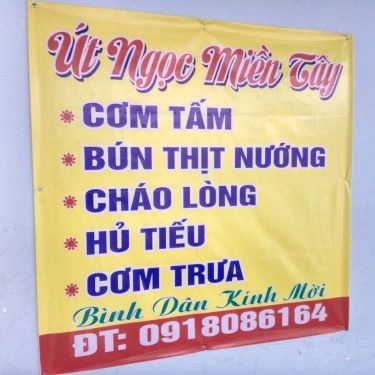 Út Ngọc Miền Tây
CƠM TẤM
BÚN THỊT NƯỚNG
CHÁO LÒNG
HỦ TIẾU
CƠM TRƯA
Bình Dân Kính Mời
ĐT: 0918086164